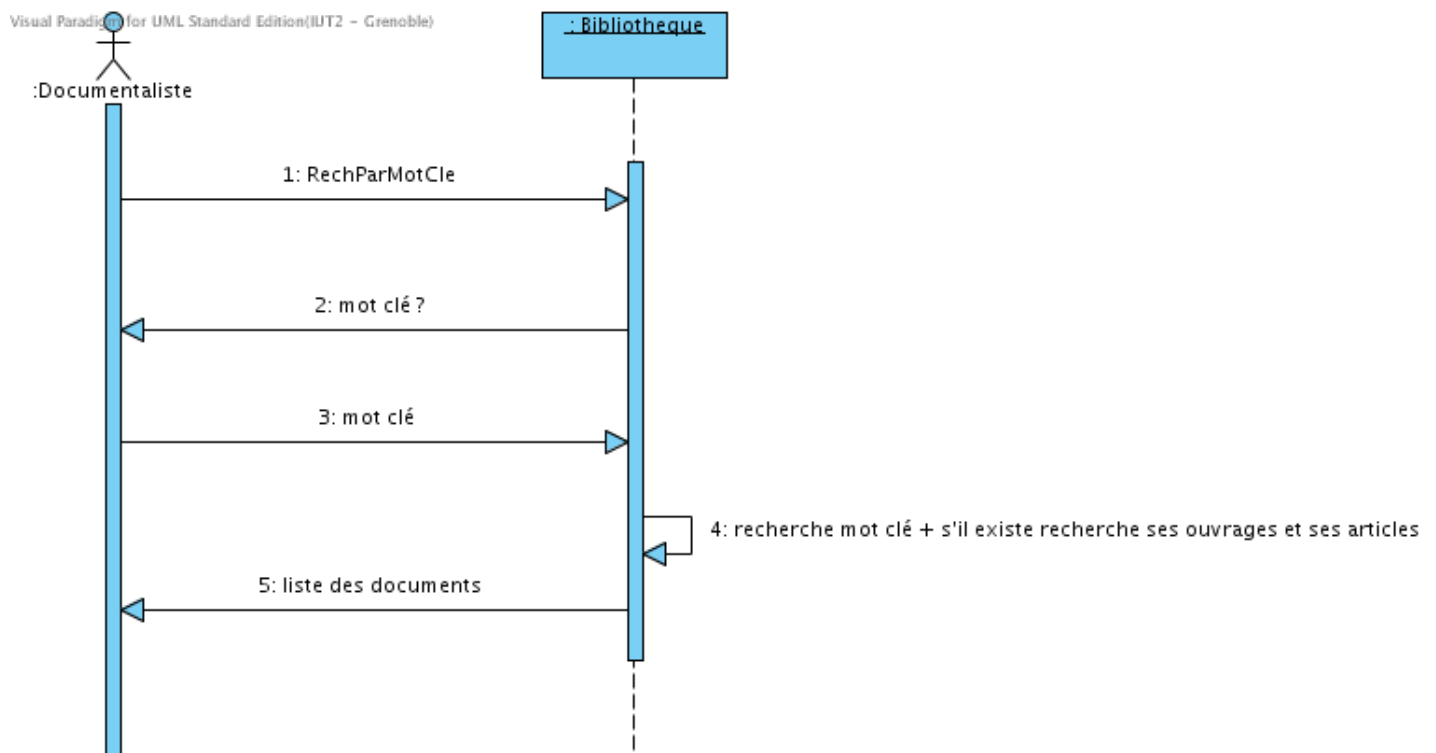 Visual Paradigm for UML Standard Edition(IUT2 - Grenoble)
: Bibliotheque
:Documentaliste
1: RechParMotCle
2: mot clé ?
3: mot clé
4: recherche mot clé + s'il existe recherche ses ouvrages et ses articles
5: liste des documents